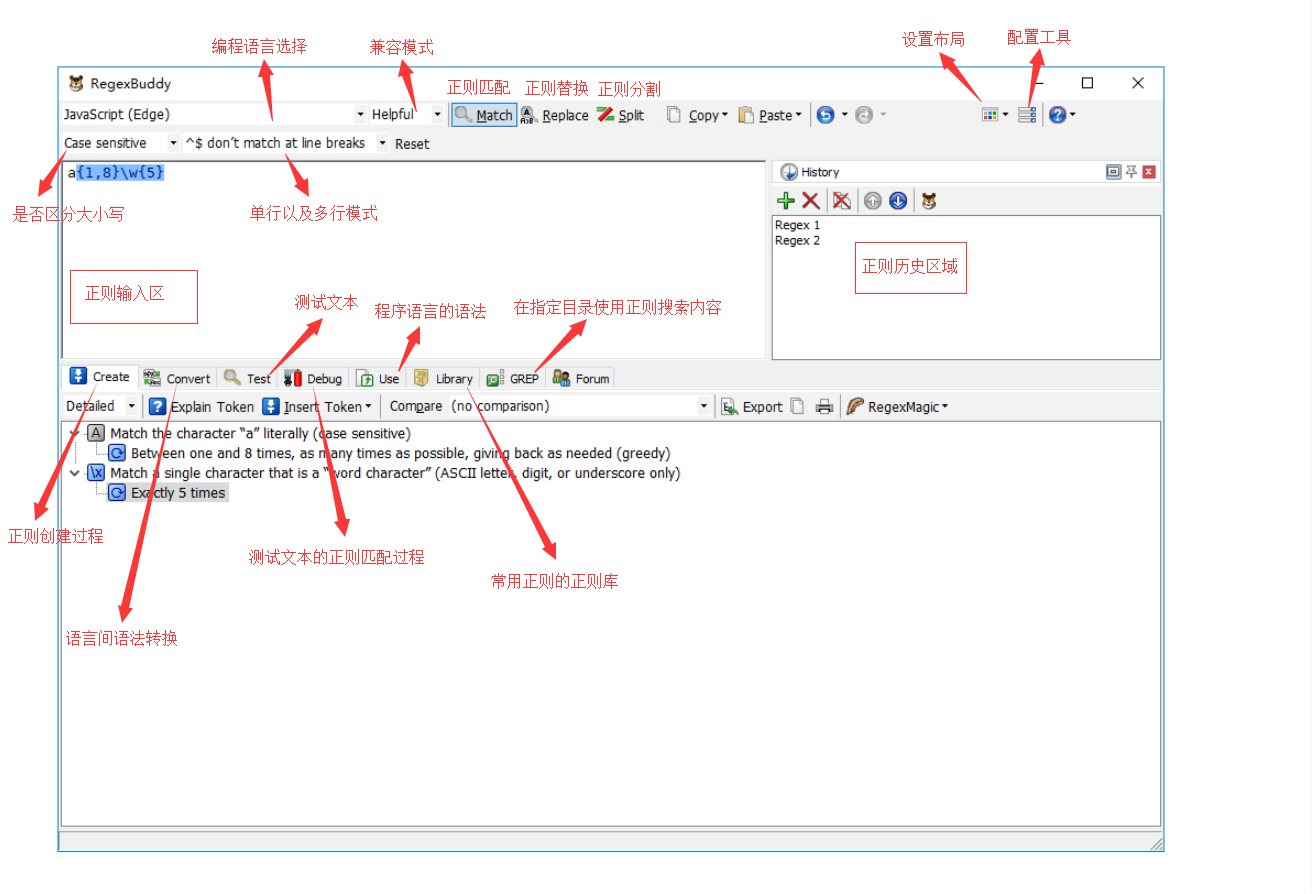 编程语言选择
兼容模式
设置布局
配置工具
RegexBuddy
正则匹配 正则替换 正则分割
JavaScript (Edge) Helpful Match Replace Split Copy Paste
Case sensitive ^$ don't match at line breaks Reset
a{1,8}\w{5}
History
是否区分大小写
单行以及多行模式
Regex 1
Regex 2
正则历史区域
正则输入区
测试文本
程序语言的语法
在指定目录使用正则搜索内容
Create Convert Test Debug Use Library GREP Forum
Detailed Explain Token Insert Token Compare (no comparison) Export RegexMagic
Match the character “a” literally (case sensitive)
Between one and 8 times, as many times as possible, giving back as needed (greedy)
Match a single character that is a “word character” (ASCII letter, digit, or underscore only)
Exactly 5 times
正则创建过程
测试文本的正则匹配过程
常用正则的正则库
语言间语法转换